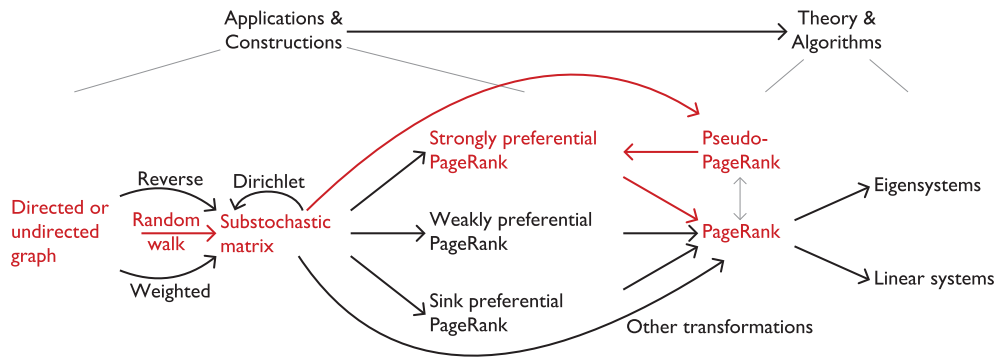 Applications &
Constructions
Theory &
Algorithms
Directed or
undirected
graph
Reverse
Random
walk
Weighted
Dirichlet
Substochastic
matrix
Strongly preferential
PageRank
Weakly preferential
PageRank
Sink preferential
PageRank
Other transformations
Pseudo-
PageRank
PageRank
Eigensystems
Linear systems